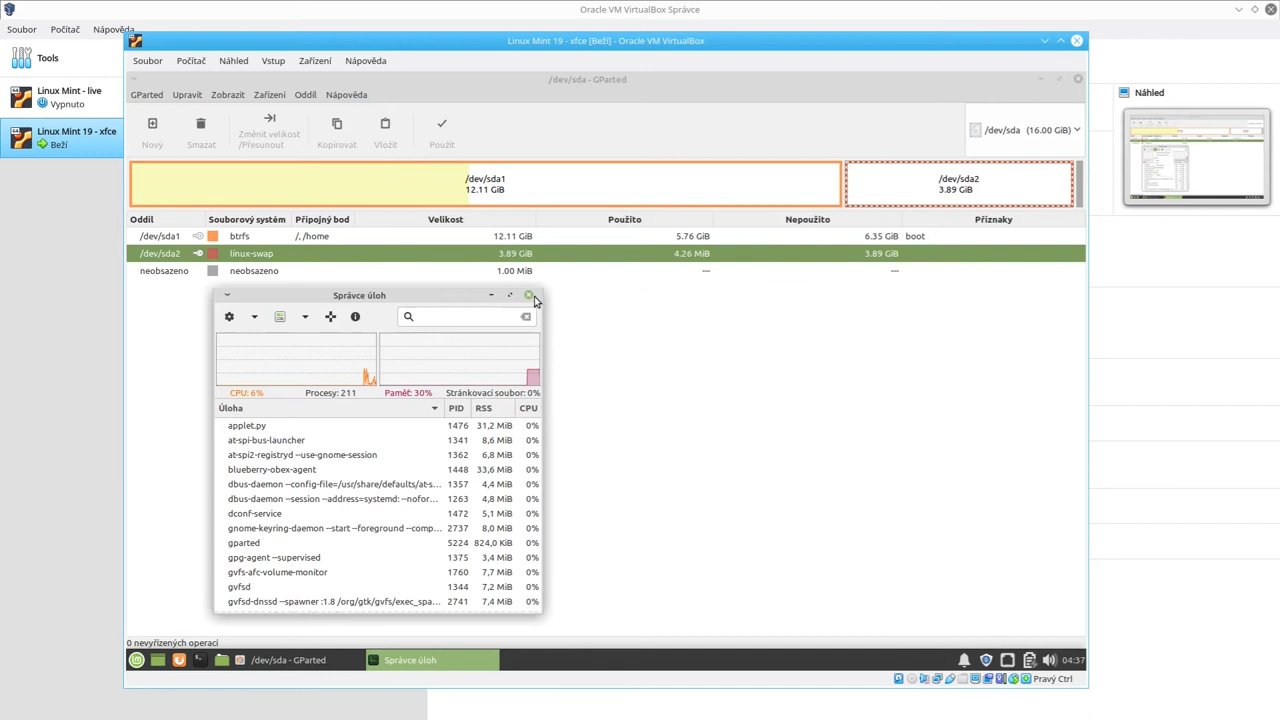 Oracle VM VirtualBox Správce
Soubor Počítač Nápověda
Tools
Linux Mint - live
Vypnuto
Linux Mint 19 - xfce
Beží
Náhled
Linux Mint 19 - xfce [Beží] - Oracle VM VirtualBox
Soubor Počítač Náhled Vstup Zařízení Nápověda
/dev/sda - GParted
GParted Upravit Zobrazit Zařízení Oddíl Nápověda
Nový Smazat Změnit velikost /Přesunout Kopírovat Vložit Použít
/dev/sda (16.00 GiB)
/dev/sda1
12.11 GiB
/dev/sda2
3.89 GiB
Oddíl Souborový systém Přípojný bod Velikost Použito Nepoužito Příznaky
/dev/sda1 btrfs /, /home 12.11 GiB 5.76 GiB 6.35 GiB boot
/dev/sda2 linux-swap 3.89 GiB 4.26 MiB 3.89 GiB
neobsazeno neobsazeno 1.00 MiB --- ---
Správce úloh
CPU: 6% Procesy: 211 Paměť: 30% Stránkovací soubor: 0%
Úloha PID RSS CPU
applet.py 1476 31,2 MiB 0%
at-spi-bus-launcher 1341 8,6 MiB 0%
at-spi2-registryd --use-gnome-session 1362 6,8 MiB 0%
blueberry-obex-agent 1448 33,6 MiB 0%
dbus-daemon --config-file=/usr/share/defaults/at-s... 1357 4,4 MiB 0%
dbus-daemon --session --address=systemd: --nofor... 1263 4,8 MiB 0%
dconf-service 1472 5,1 MiB 0%
gnome-keyring-daemon --start --foreground --comp... 2737 8,0 MiB 0%
gparted 5224 824,0 KiB 0%
gpg-agent --supervised 1375 3,4 MiB 0%
gvfs-afc-volume-monitor 1760 7,7 MiB 0%
gvfsd 1344 7,2 MiB 0%
gvfsd-dnssd --spawner :1.8 /org/gtk/gvfs/exec_spa... 2741 7,4 MiB 0%
0 nevyřízených operací
/dev/sda - GParted Správce úloh 04:37
Pravý Ctrl